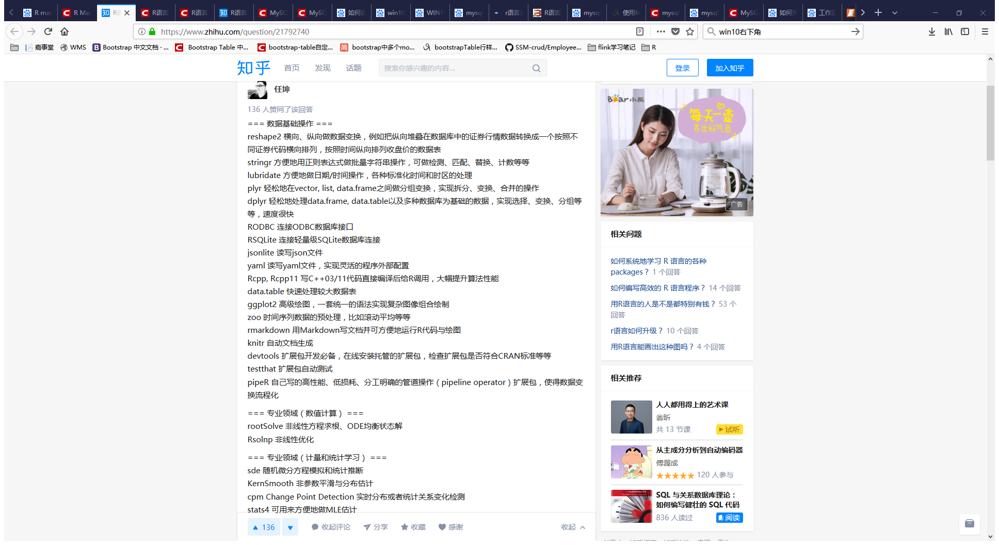 R mar
R Mar
R语
R语言
R语言
R语言
MySQ
MySQ
如何启
win10
WIN1
mysql
r语言
R语言
mysql
使用M
mysql
mysql
MySQ
如何关
工作汇
https://www.zhihu.com/question/21792740
win10右下角
嘉事堂
WMS
Bootstrap 中文文档 · ...
Bootstrap Table 中...
bootstrap-table自定...
bootstrap中多个mo...
bootstrapTable行样...
SSM-crud/Employee...
flink学习笔记
R
知乎
首页
发现
话题
搜索你感兴趣的内容...
登录
加入知乎
任坤
136 人赞同了该回答
=== 数据基础操作 ===
reshape2 横向、纵向做数据变换，例如把纵向堆叠在数据库中的证券行情数据转换成一个按照不
同证券代码横向排列，按照时间纵向排列收盘价的数据表
stringr 方便地用正则表达式做批量字符串操作，可做检测、匹配、替换、计数等等
lubridate 方便地做日期/时间操作，各种标准化时间和时区的处理
plyr 轻松地在vector, list, data.frame之间做分组变换，实现拆分、变换、合并的操作
dplyr 轻松地处理data.frame, data.table以及多种数据库为基础的数据，实现选择、变换、分组等
等，速度很快
RODBC 连接ODBC数据库接口
RSQLite 连接轻量级SQLite数据库连接
jsonlite 读写json文件
yaml 读写yaml文件，实现灵活的程序外部配置
Rcpp, Rcpp11 写C++03/11代码直接编译后给R调用，大幅提升算法性能
data.table 快速处理较大数据表
ggplot2 高级绘图，一套统一的语法实现复杂图像组合绘制
zoo 时间序列数据的预处理，比如滚动平均等等
rmarkdown 用Markdown写文档并可方便地运行R代码与绘图
knitr 自动文档生成
devtools 扩展包开发必备，在线安装托管的扩展包，检查扩展包是否符合CRAN标准等等
testthat 扩展包自动测试
pipeR 自己写的高性能、低损耗、分工明确的管道操作（pipeline operator）扩展包，使得数据变
换流程化
=== 专业领域（数值计算） ===
rootSolve 非线性方程求根、ODE均衡状态解
Rsolnp 非线性优化
=== 专业领域（计量和统计学习） ===
sde 随机微分方程模拟和统计推断
KernSmooth 非参数平滑与分布估计
cpm Change Point Detection 实时分布或者统计关系变化检测
stats4 可用来方便地做MLE估计
136
收起评论
分享
收藏
感谢
收起
Bear小熊
每天一壶
养出好气色
广告
相关问题
如何系统地学习 R 语言的各种
packages？ 1 个回答
如何编写高效的 R 语言程序？ 14 个回答
用R语言的人是不是都特别有钱？ 53 个
回答
r语言如何升级？ 10 个回答
用R语言能画出这种图吗？ 4 个回答
相关推荐
人人都用得上的艺术课
翁昕
共 13 节课
试听
从主成分分析到自动编码器
傅渥成
120 人参与
SQL 与关系数据库理论：
如何编写健壮的 SQL 代码
836 人读过
阅读